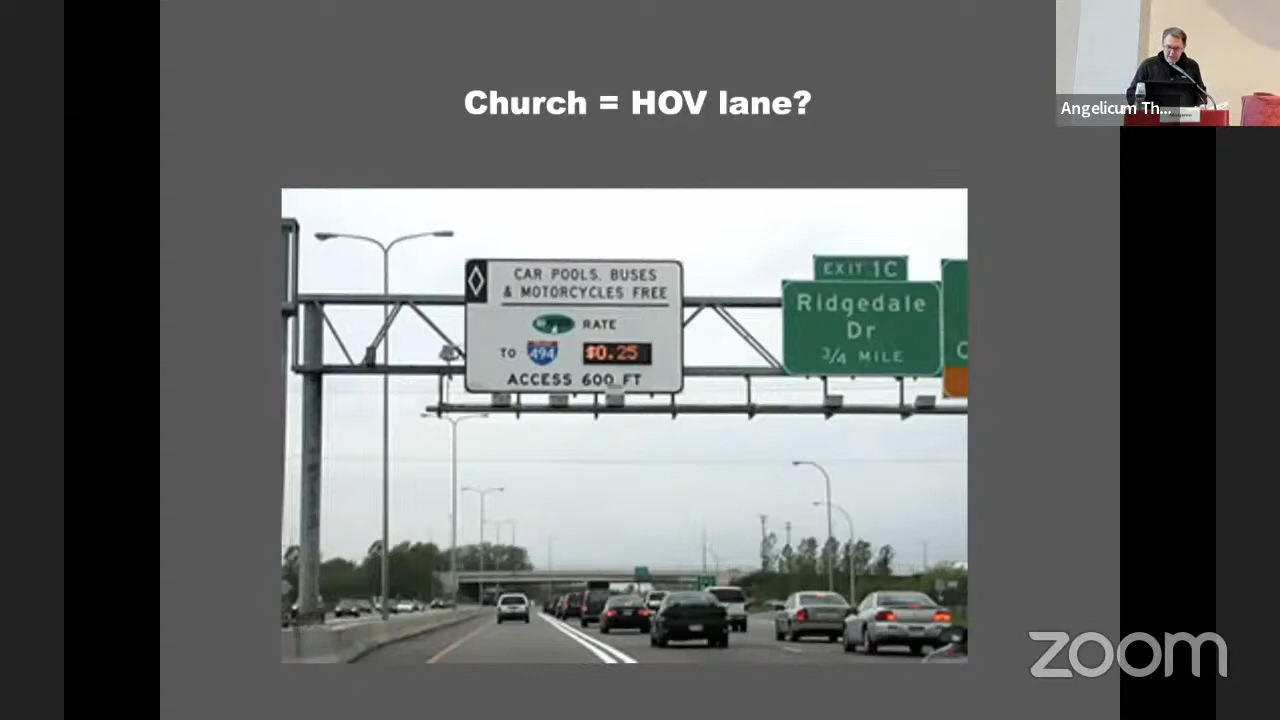 Church = HOV lane?
Angelicum Th...
CAR POOLS, BUSES
& MOTORCYCLES FREE
RATE
TO 494 $0.25
ACCESS 600 FT
EXIT 1C
Ridgedale
Dr
3/4 MILE
zoom